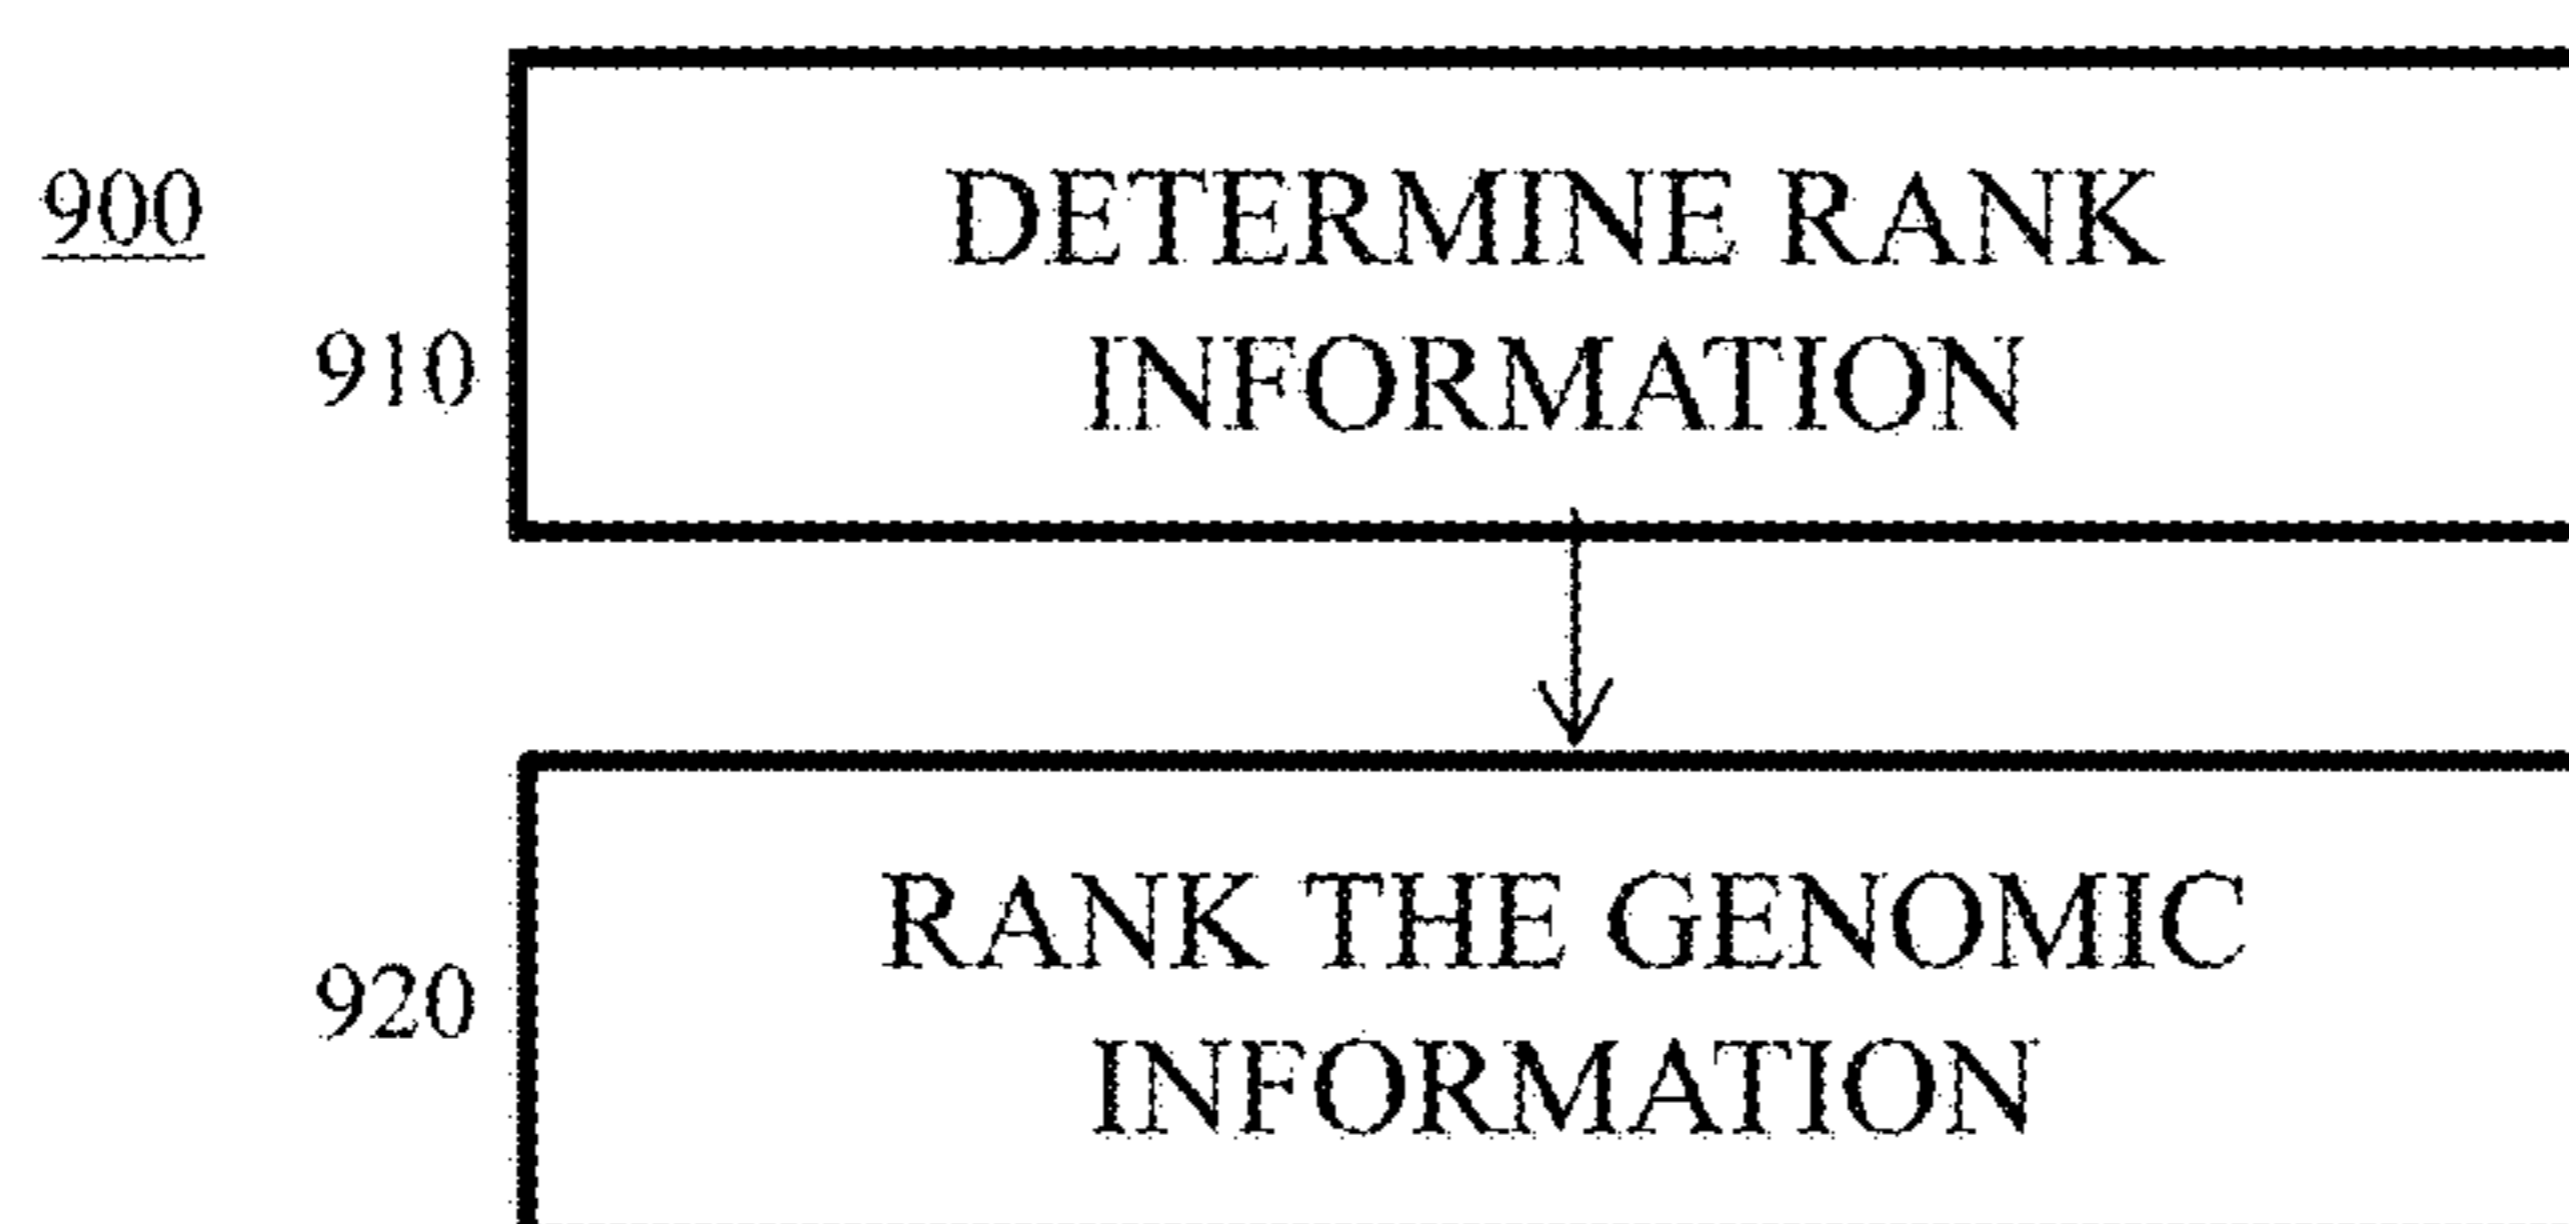 900
DETERMINE RANK
910
INFORMATION
RANK THE GENOMIC
920
INFORMATION